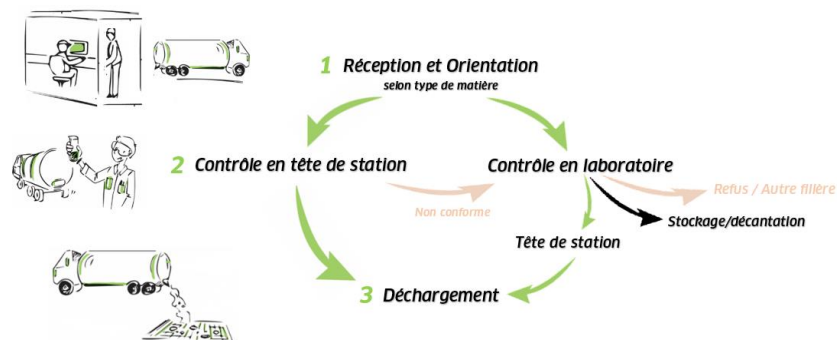 1 Réception et Orientation
selon type de matière
2 Contrôle en tête de station
Contrôle en laboratoire
Non conforme
Refus / Autre filière
Stockage/décantation
Tête de station
3 Déchargement